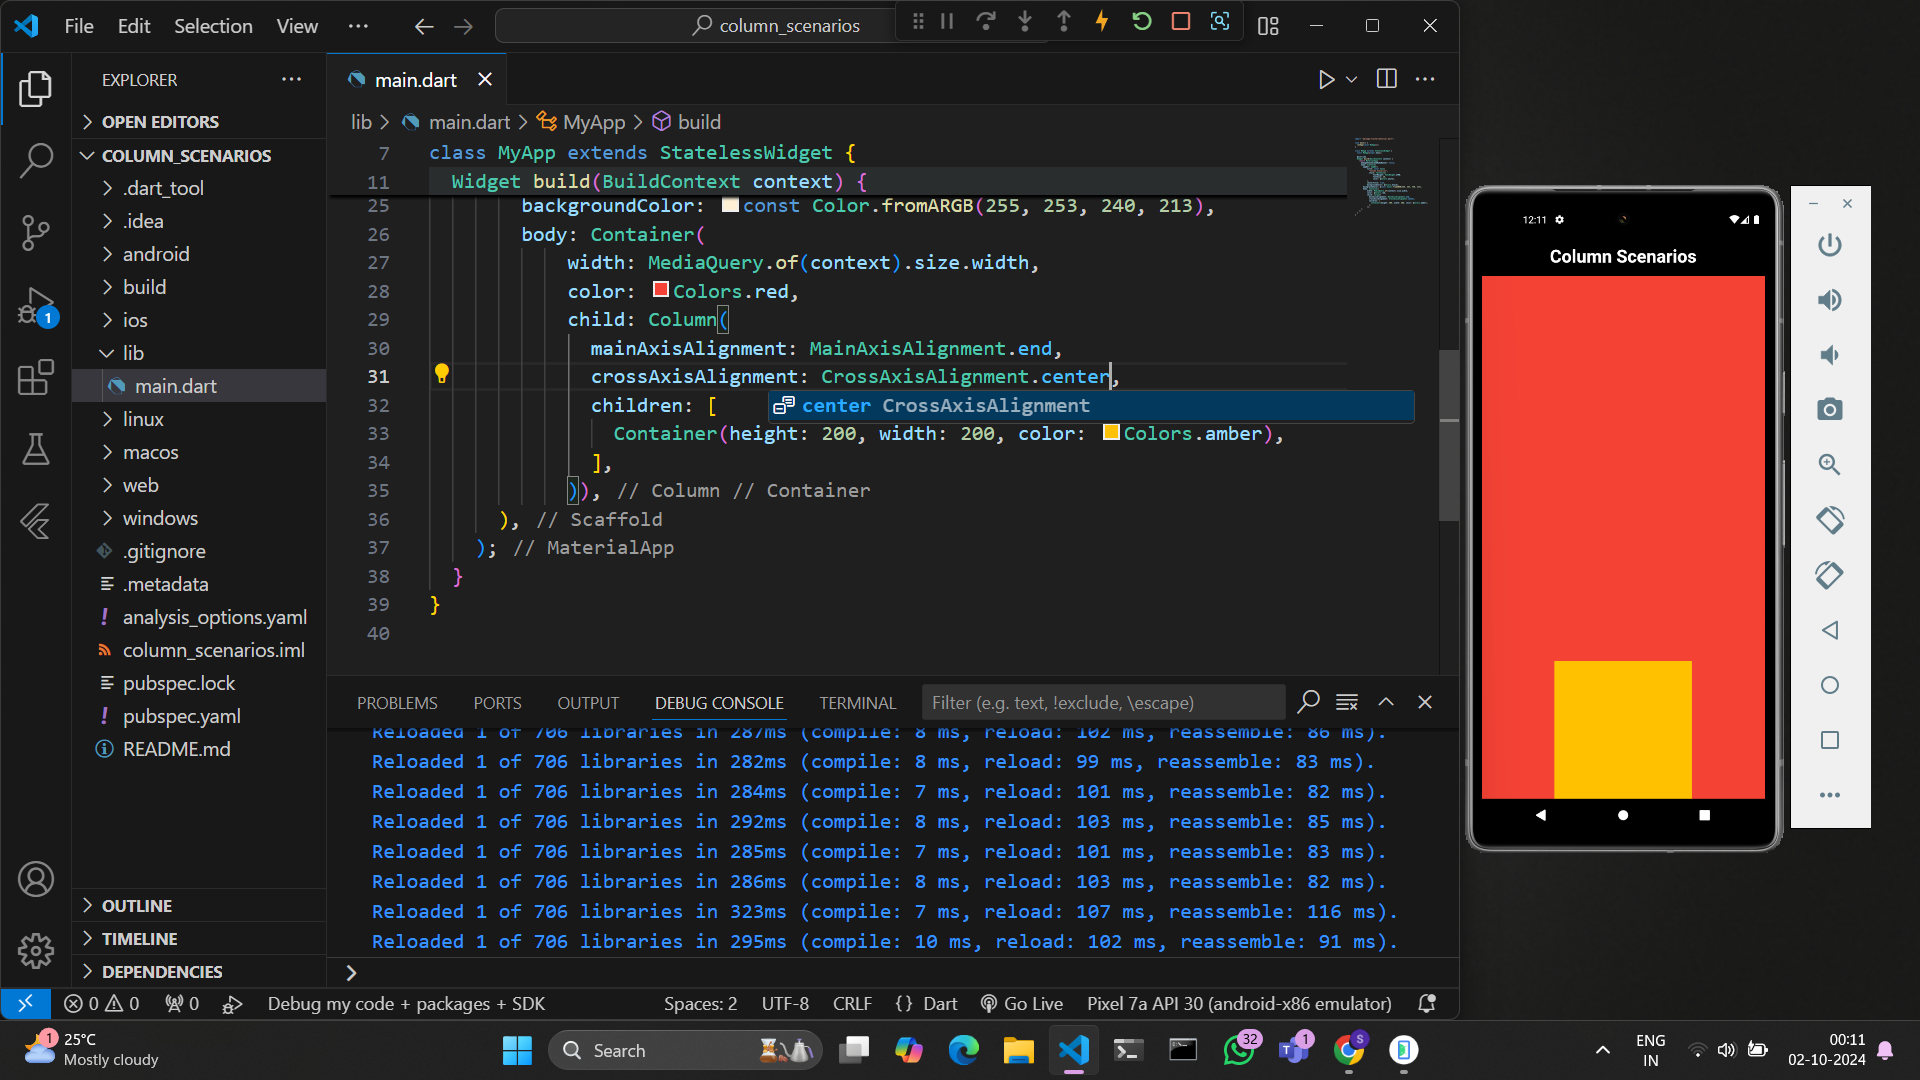 File Edit Selection View ··· column_scenarios
EXPLORER
OPEN EDITORS
COLUMN_SCENARIOS
.dart_tool
.idea
android
build
ios
lib
main.dart
linux
macos
web
windows
.gitignore
.metadata
analysis_options.yaml
column_scenarios.iml
pubspec.lock
pubspec.yaml
README.md
OUTLINE
TIMELINE
DEPENDENCIES
1
main.dart
lib > main.dart > MyApp > build
7 class MyApp extends StatelessWidget {
11 Widget build(BuildContext context) {
25 backgroundColor: const Color.fromARGB(255, 253, 240, 213),
26 body: Container(
27 width: MediaQuery.of(context).size.width,
28 color: Colors.red,
29 child: Column(
30 mainAxisAlignment: MainAxisAlignment.end,
31 crossAxisAlignment: CrossAxisAlignment.center,
32 children: [
center CrossAxisAlignment
33 Container(height: 200, width: 200, color: Colors.amber),
34 ],
35 )), // Column // Container
36 ), // Scaffold
37 ); // MaterialApp
38 }
39 }
40
PROBLEMS PORTS OUTPUT DEBUG CONSOLE TERMINAL Filter (e.g. text, !exclude, \escape)
Reloaded 1 of 706 libraries in 287ms (compile: 8 ms, reload: 102 ms, reassemble: 86 ms).
Reloaded 1 of 706 libraries in 282ms (compile: 8 ms, reload: 99 ms, reassemble: 83 ms).
Reloaded 1 of 706 libraries in 284ms (compile: 7 ms, reload: 101 ms, reassemble: 82 ms).
Reloaded 1 of 706 libraries in 292ms (compile: 8 ms, reload: 103 ms, reassemble: 85 ms).
Reloaded 1 of 706 libraries in 285ms (compile: 7 ms, reload: 101 ms, reassemble: 83 ms).
Reloaded 1 of 706 libraries in 286ms (compile: 8 ms, reload: 103 ms, reassemble: 82 ms).
Reloaded 1 of 706 libraries in 323ms (compile: 7 ms, reload: 107 ms, reassemble: 116 ms).
Reloaded 1 of 706 libraries in 295ms (compile: 10 ms, reload: 102 ms, reassemble: 91 ms).
>
0 0 0 Debug my code + packages + SDK Spaces: 2 UTF-8 CRLF {} Dart Go Live Pixel 7a API 30 (android-x86 emulator)
12:11
Column Scenarios
1
25°C
Mostly cloudy
Search
32
1
S
ENG
IN
00:11
02-10-2024